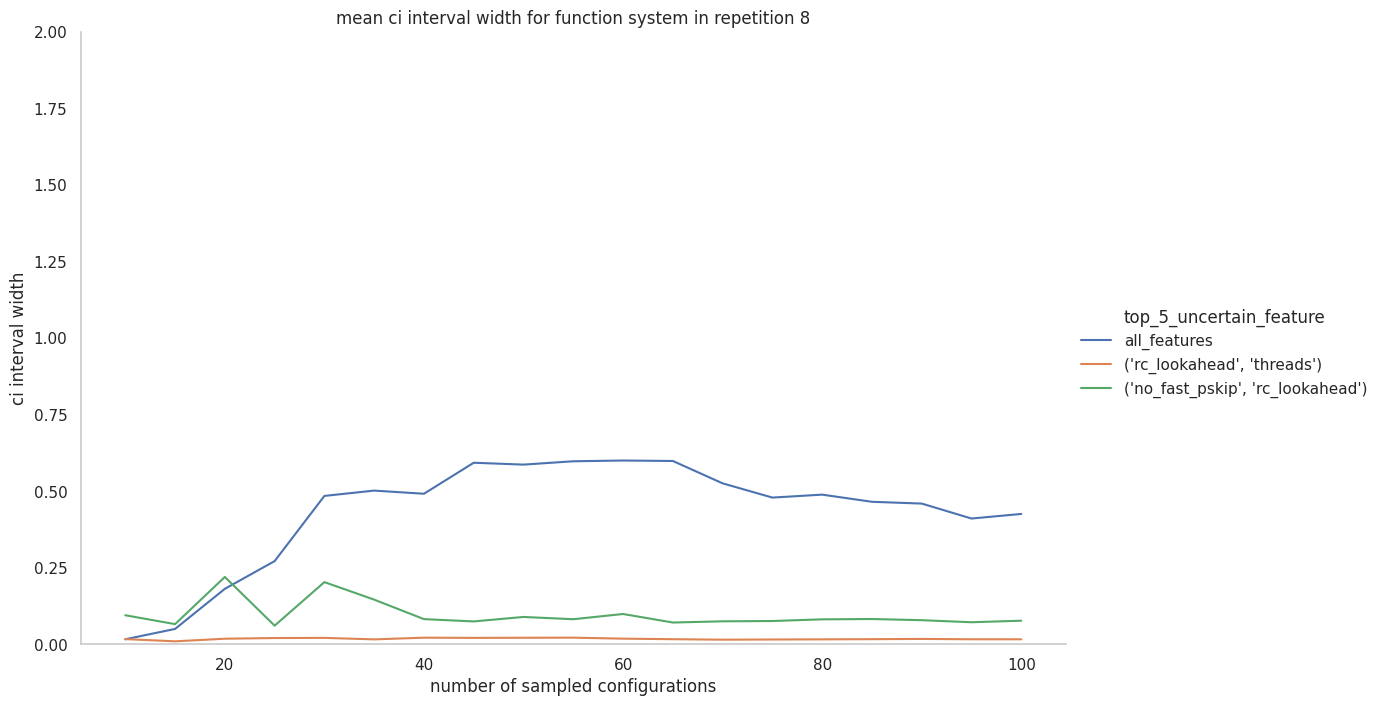 mean ci interval width for function system in repetition 8
2.00
1.75
1.50
1.25
1.00
0.75
0.50
0.25
0.00
ci interval width
20
40
60
80
100
number of sampled configurations
top_5_uncertain_feature
all_features
('rc_lookahead', 'threads')
('no_fast_pskip', 'rc_lookahead')